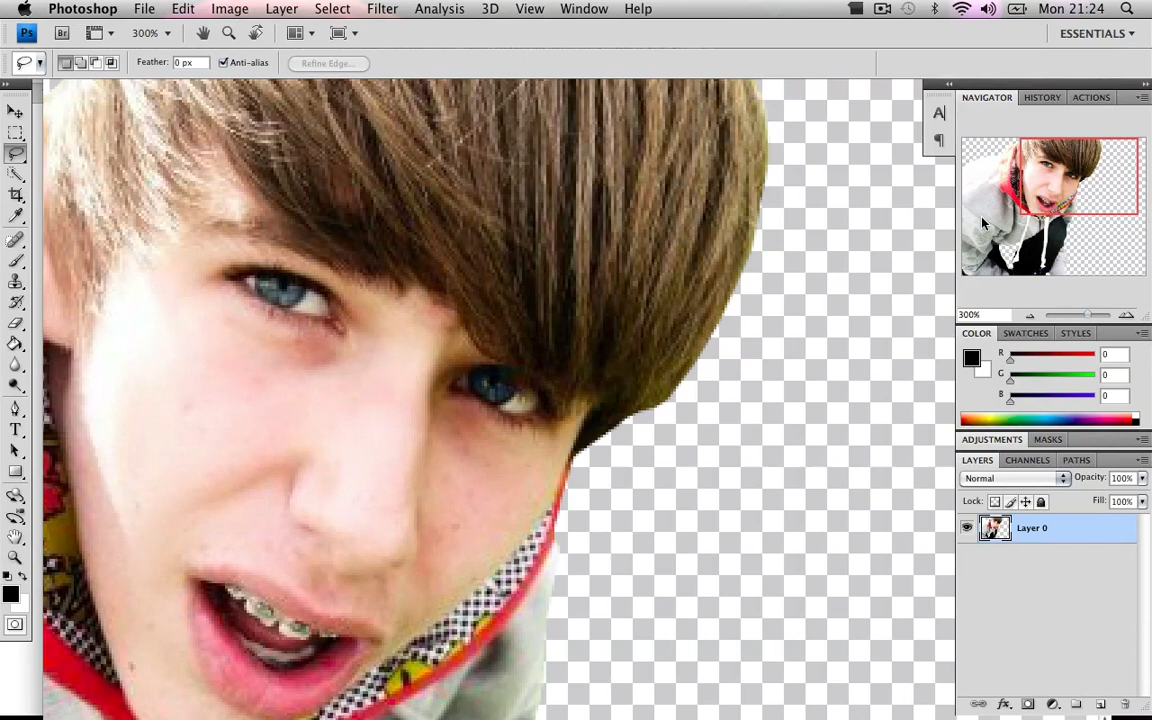 Photoshop File Edit Image Layer Select Filter Analysis 3D View Window Help Mon 21:24
Ps Br 300% ESSENTIALS
Feather: 0 px Anti-alias Refine Edge...
NAVIGATOR HISTORY ACTIONS
A
300%
COLOR SWATCHES STYLES
R 0
G 0
B 0
ADJUSTMENTS MASKS
LAYERS CHANNELS PATHS
Normal Opacity: 100%
Lock: Fill: 100%
Layer 0
T
fx